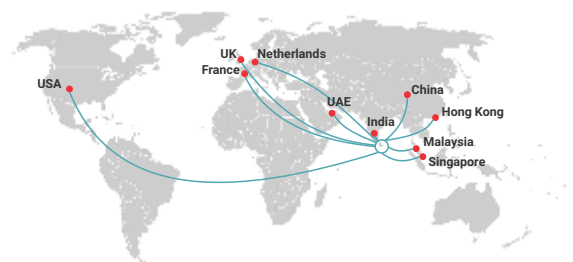 UK
Netherlands
France
USA
China
UAE
Hong Kong
India
Malaysia
Singapore